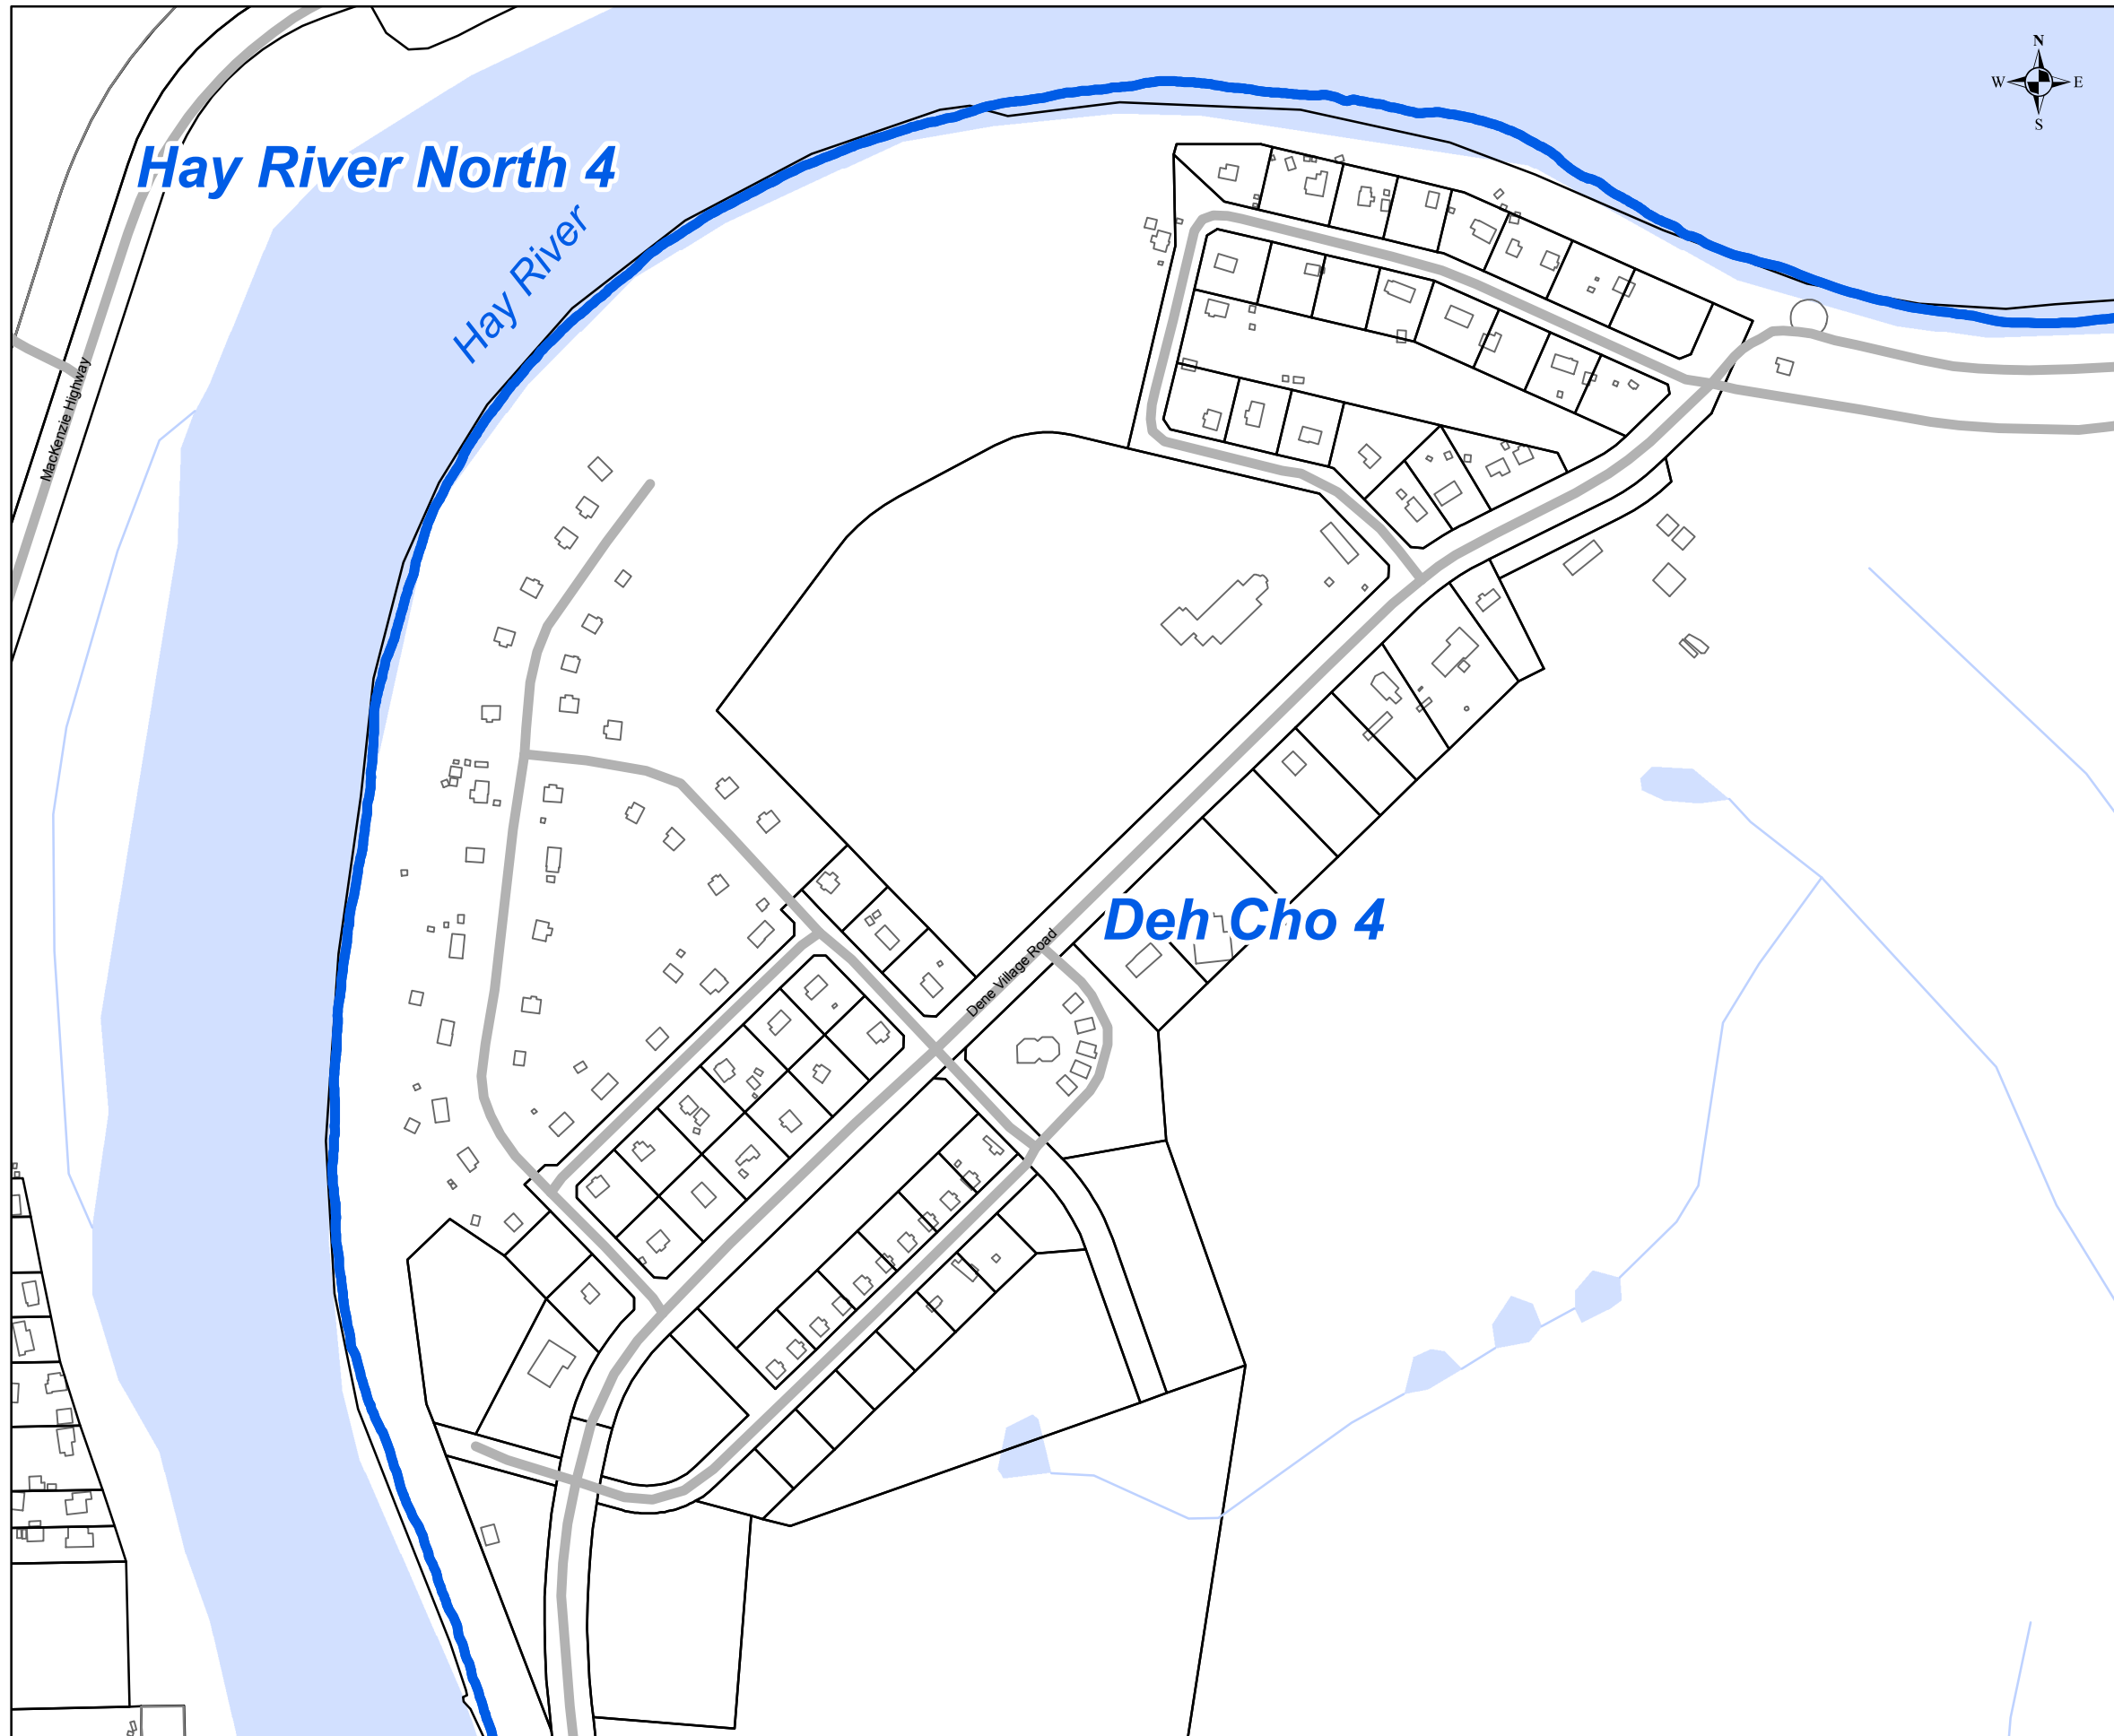 N
W E
S
Hay River North 4
Hay River
MacKenzie Highway
Deh Cho 4
Dene Village Road